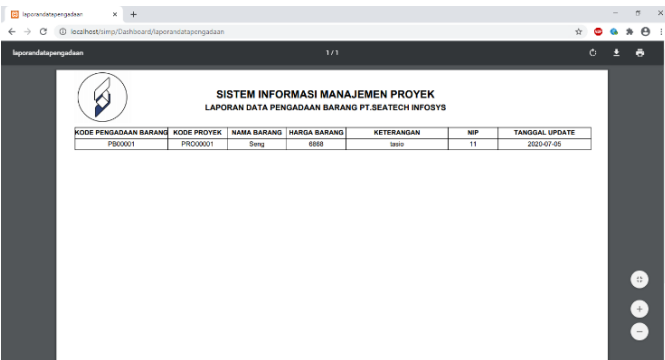 laporandatapengadaan
localhost/simp/Dashboard/laporandatapengadaan
laporandatapengadaan 1 / 1
SISTEM INFORMASI MANAJEMEN PROYEK
LAPORAN DATA PENGADAAN BARANG PT.SEATECH INFOSYS
KODE PENGADAAN BARANG KODE PROYEK NAMA BARANG HARGA BARANG KETERANGAN NIP TANGGAL UPDATE
PB00001 PRO00001 Seng 6868 tasio 11 2020-07-05